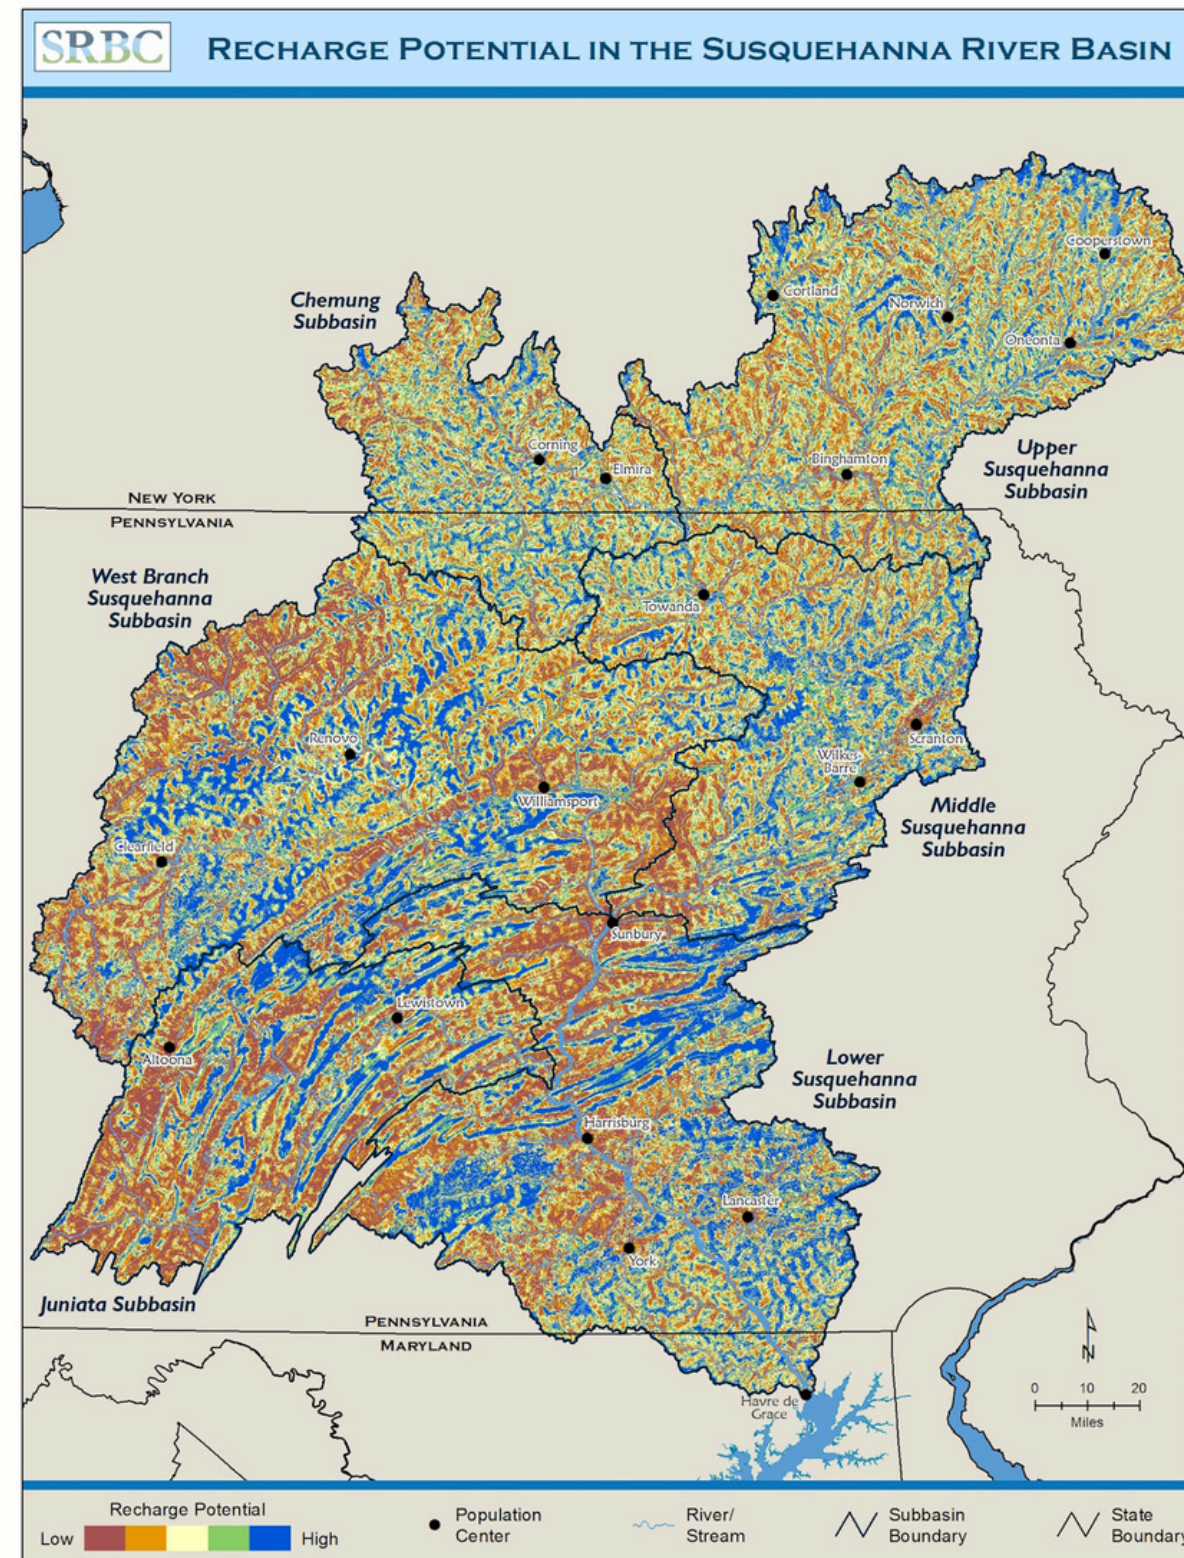 SRBC
RECHARGE POTENTIAL IN THE SUSQUEHANNA RIVER BASIN
Cooperstown
Cortland
Chemung
Subbasin
Norwich
Oneonta
Corning
Elmira
Binghamton
Upper
Susquehanna
Subbasin
NEW YORK
PENNSYLVANIA
West Branch
Susquehanna
Subbasin
Towanda
Renovo
Scranton
Wilkes-
Barre
Williamsport
Middle
Susquehanna
Subbasin
Clearfield
Sunbury
Lewistown
Altoona
Lower
Susquehanna
Subbasin
Harrisburg
Lancaster
York
Juniata Subbasin
PENNSYLVANIA
MARYLAND
N
0 10 20
Miles
Havre de
Grace
Recharge Potential
Low High
Population
Center
River/
Stream
Subbasin
Boundary
State
Boundary